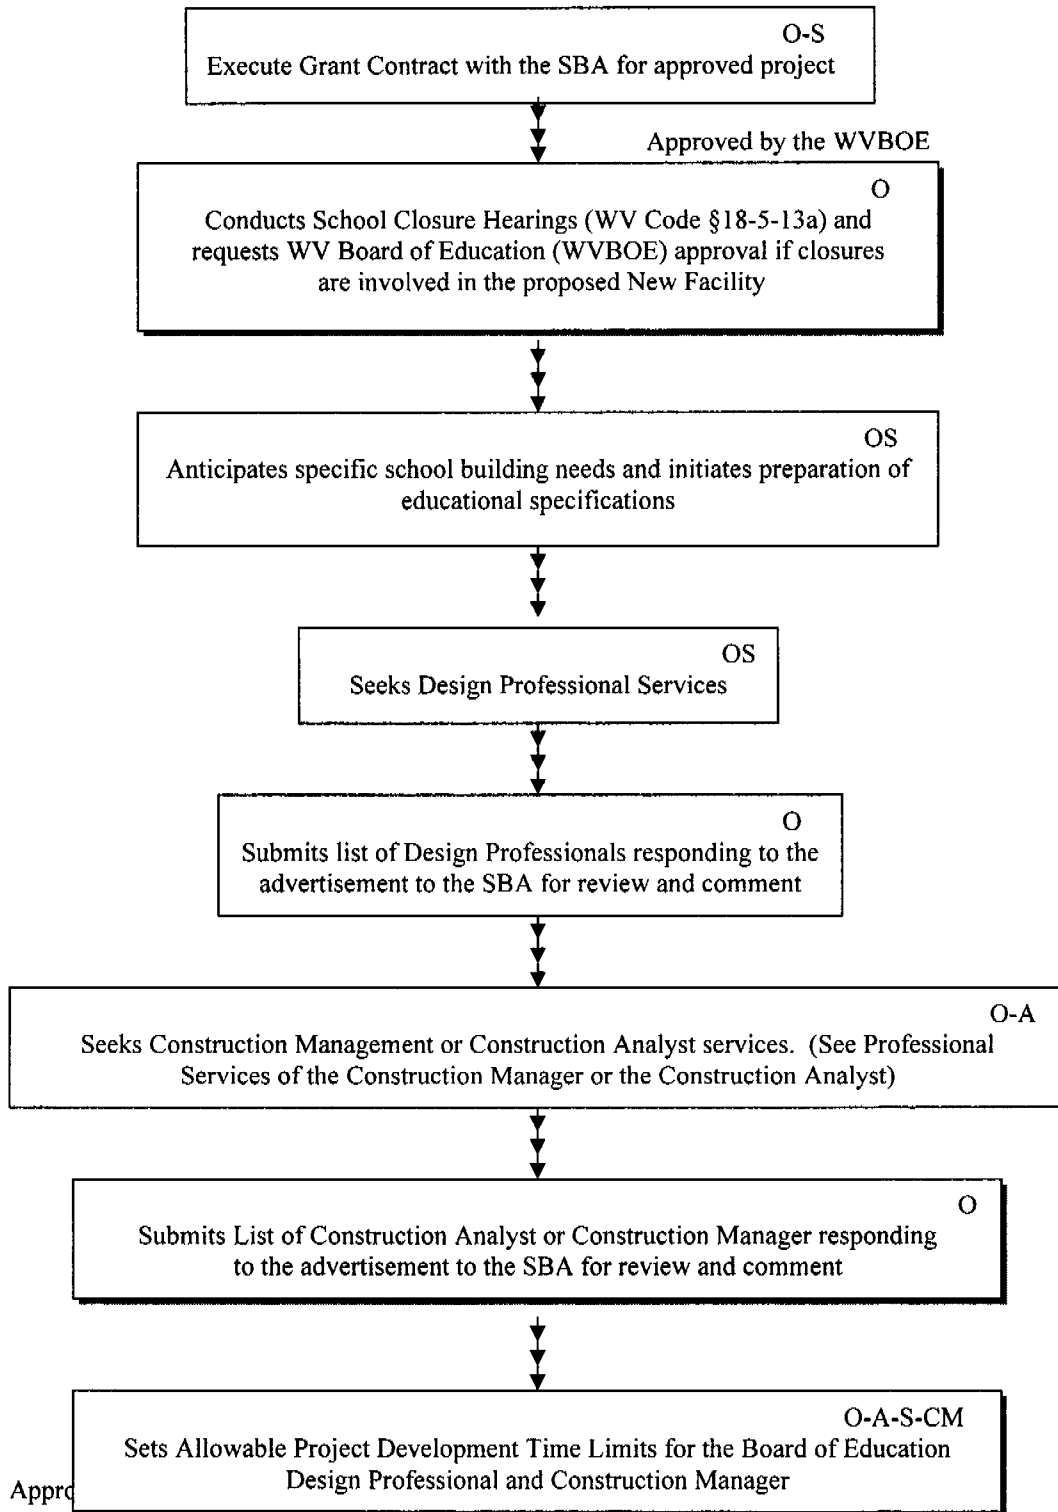 O-S
Execute Grant Contract with the SBA for approved project
Approved by the WVBOE
O
Conducts School Closure Hearings (WV Code §18-5-13a) and
requests WV Board of Education (WVBOE) approval if closures
are involved in the proposed New Facility
OS
Anticipates specific school building needs and initiates preparation of
educational specifications
OS
Seeks Design Professional Services
O
Submits list of Design Professionals responding to the
advertisement to the SBA for review and comment
O-A
Seeks Construction Management or Construction Analyst services. (See Professional
Services of the Construction Manager or the Construction Analyst)
O
Submits List of Construction Analyst or Construction Manager responding
to the advertisement to the SBA for review and comment
O-A-S-CM
Sets Allowable Project Development Time Limits for the Board of Education
Design Professional and Construction Manager